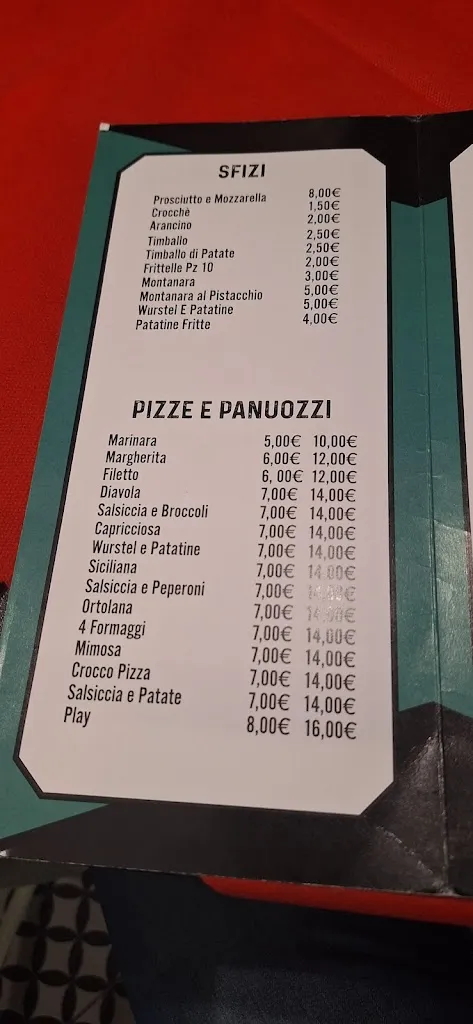 SFIZI
Prosciutto e Mozzarella 8,00€
Crocchè 1,50€
Arancino 2,00€
Timballo 2,50€
Timballo di Patate 2,50€
Frittelle Pz 10 2,00€
Montanara 3,00€
Montanara al Pistacchio 5,00€
Wurstel E Patatine 5,00€
Patatine Fritte 4,00€
PIZZE E PANUOZZI
Marinara 5,00€ 10,00€
Margherita 6,00€ 12,00€
Filetto 6, 00€ 12,00€
Diavola 7,00€ 14,00€
Salsiccia e Broccoli 7,00€ 14,00€
Capricciosa 7,00€ 14,00€
Wurstel e Patatine 7,00€ 14,00€
Siciliana 7,00€ 14,00€
Salsiccia e Peperoni 7,00€ 14,00€
Ortolana 7,00€ 14,00€
4 Formaggi 7,00€ 14,00€
Mimosa 7,00€ 14,00€
Crocco Pizza 7,00€ 14,00€
Salsiccia e Patate 7,00€ 14,00€
Play 8,00€ 16,00€